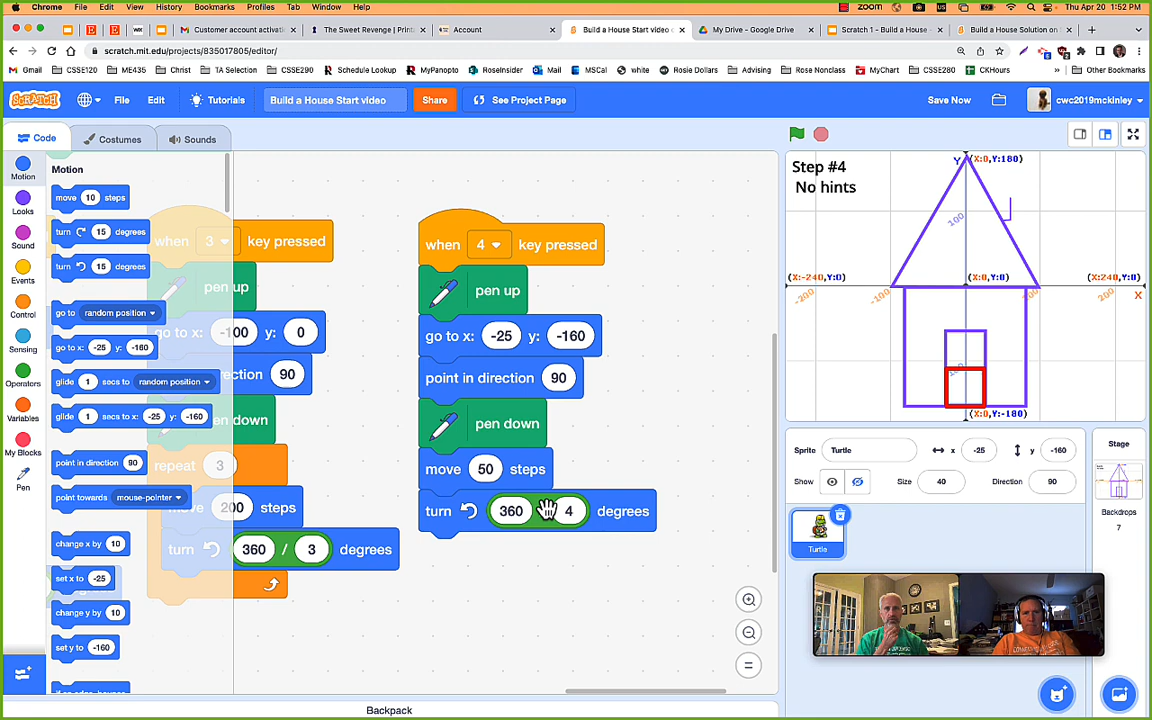 Chrome File Edit View History Bookmarks Profiles Tab Window Help zoom US Thu Apr 20 1:52 PM
Customer account activati The Sweet Revenge | Printed Account Build a House Start video My Drive - Google Drive Scratch 1 - Build a House - Build a House Solution on
scratch.mit.edu/projects/835017805/editor/
Gmail CSSE120 ME435 Christ TA Selection CSSE290 Schedule Lookup MyPanopto RoseInsider Mail MSCal white Rosie Dollars Advising Rose Nonclass MyChart CSSE280 CKHours Other Bookmarks
SCRATCH File Edit Tutorials Build a House Start video Share See Project Page Save Now cwc2019mckinley
Code Costumes Sounds
Motion
Looks
Sound
Events
Control
Sensing
Operators
Variables
My Blocks
Pen
Motion
move 10 steps
turn 15 degrees
turn 15 degrees
go to random position
go to x: -25 y: -160
glide 1 secs to random position
glide 1 secs to x: -25 y: -160
point in direction 90
point towards mouse-pointer
change x by 10
set x to -25
change y by 10
set y to -160
when 3 key pressed
pen up
go to x: -100 y: 0
direction 90
pen down
repeat 3
move 200 steps
turn 360 / 3 degrees
when 4 key pressed
pen up
go to x: -25 y: -160
point in direction 90
pen down
move 50 steps
turn 360 4 degrees
Step #4
No hints
Y (X:0,Y:180)
100
(X:-240,Y:0) (X:0,Y:0) (X:240,Y:0)
-200 -100 200 X
(X:0,Y:-180)
Sprite Turtle x -25 y -160
Show Size 40 Direction 90
Turtle
Stage
Backdrops
7
Backpack